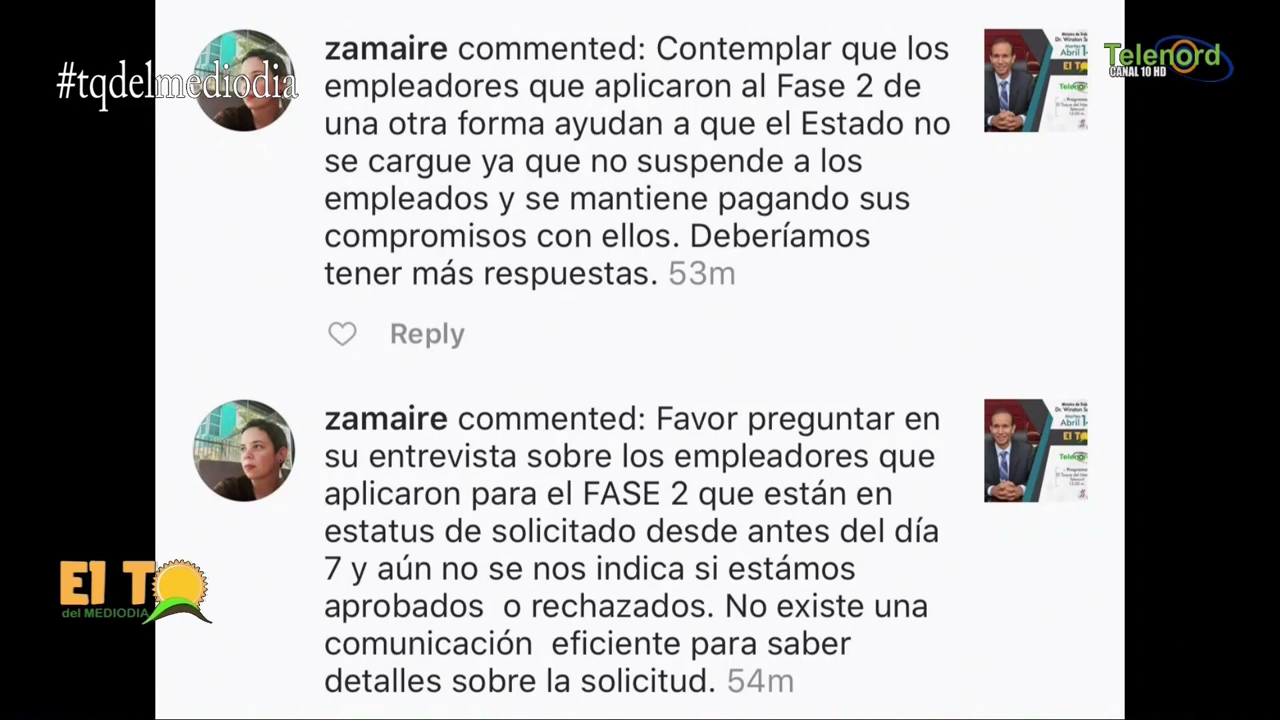 #tqdelmediodia
zamaire commented: Contemplar que los
empleadores que aplicaron al Fase 2 de
una otra forma ayudan a que el Estado no
se cargue ya que no suspende a los
empleados y se mantiene pagando sus
compromisos con ellos. Deberíamos
tener más respuestas. 53m
Reply
Telenord
CANAL 10 HD
zamaire commented: Favor preguntar en
su entrevista sobre los empleadores que
aplicaron para el FASE 2 que están en
estatus de solicitado desde antes del día
7 y aún no se nos indica si estámos
aprobados  o rechazados. No existe una
comunicación  eficiente para saber
detalles sobre la solicitud. 54m
El T
del MEDIODIA